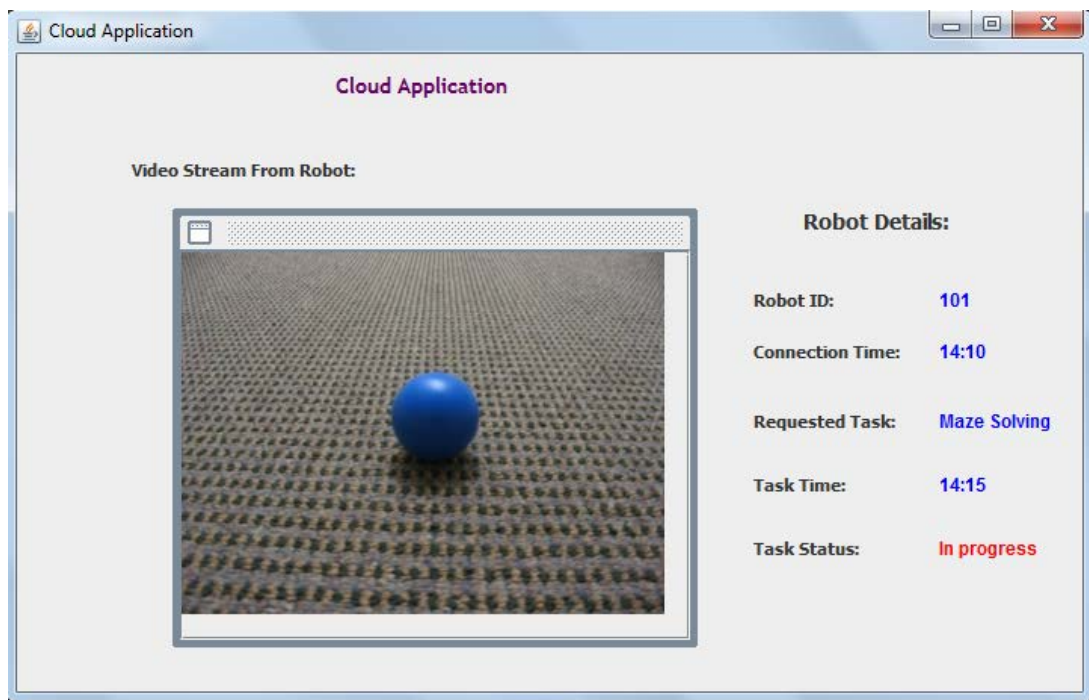 Cloud Application
Cloud Application
Video Stream From Robot:
Robot Details:
Robot ID: 101
Connection Time: 14:10
Requested Task: Maze Solving
Task Time: 14:15
Task Status: In progress